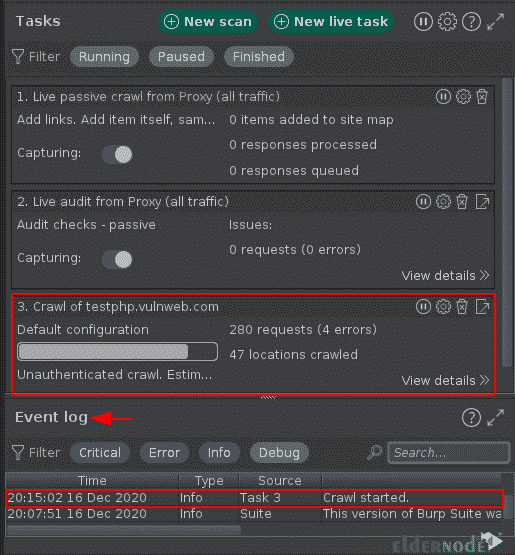 Tasks
New scan
New live task
Filter Running Paused Finished
1. Live passive crawl from Proxy (all traffic)
Add links. Add item itself, sam... 0 items added to site map
0 responses processed
Capturing:
0 responses queued
2. Live audit from Proxy (all traffic)
Audit checks - passive Issues:
0 requests (0 errors)
Capturing:
View details
3. Crawl of testphp.vulnweb.com
Default configuration 280 requests (4 errors)
47 locations crawled
Unauthenticated crawl. Estim...
View details
Event log
Filter Critical Error Info Debug Search...
Time Type Source
20:15:02 16 Dec 2020 Info Task 3 Crawl started.
20:07:51 16 Dec 2020 Info Suite This version of Burp Suite wa
ELDERNODE